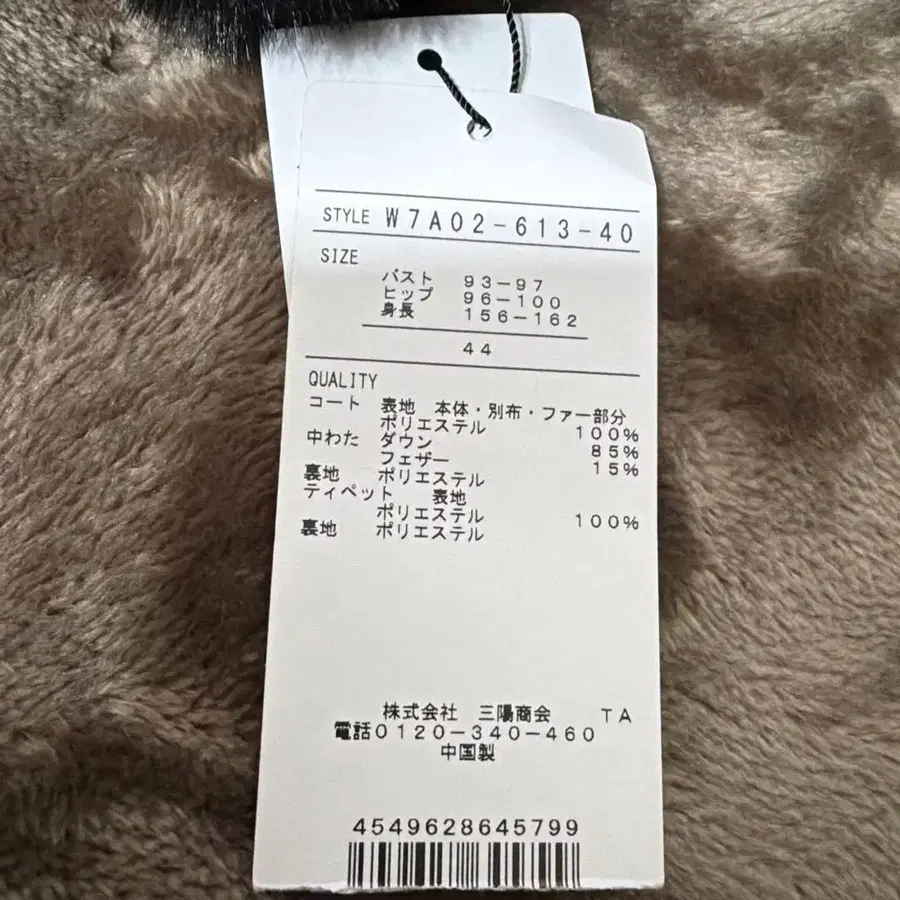 STYLE W7A02-613-40
SIZE
バスト 93-97
ヒップ 96-100
身長 156-162
44
QUALITY
コート 表地 本体・別布・ファー部分
ポリエステル 100%
中わた ダウン 85%
フェザー 15%
裏地 ポリエステル
ティペット 表地
ポリエステル 100%
裏地 ポリエステル
株式会社 三陽商会 TA
電話0120-340-460
中国製
4549628645799